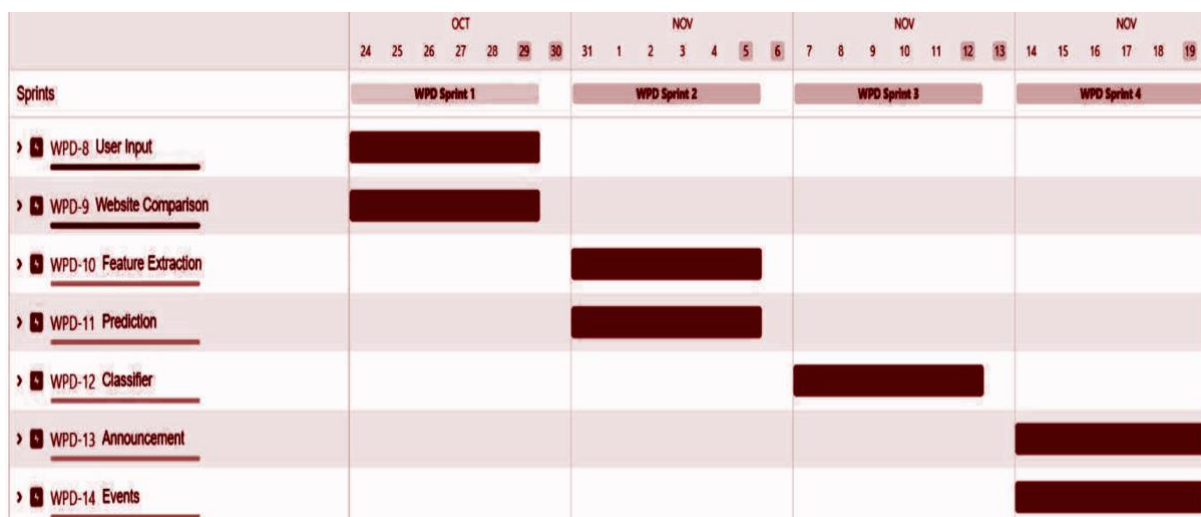 OCT NOV NOV NOV
24 25 26 27 28 29 30 31 1 2 3 4 5 6 7 8 9 10 11 12 13 14 15 16 17 18 19
Sprints WPD Sprint 1 WPD Sprint 2 WPD Sprint 3 WPD Sprint 4
WPD-8 User Input
WPD-9 Website Comparison
WPD-10 Feature Extraction
WPD-11 Prediction
WPD-12 Classifier
WPD-13 Announcement
WPD-14 Events